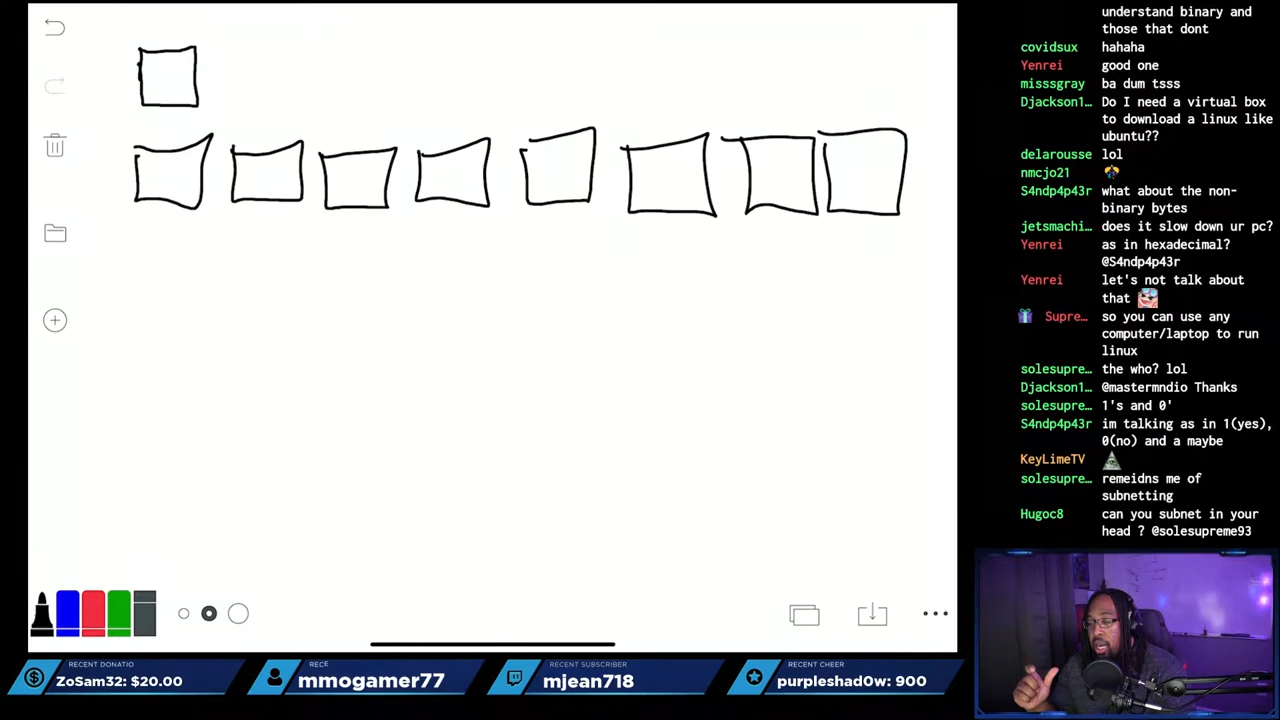 understand binary and
those that dont
covidsux hahaha
Yenrei good one
misssgray ba dum tsss
Djackson1… Do I need a virtual box
to download a linux like
ubuntu??
delarousse lol
nmcjo21
S4ndp4p43r what about the non-
binary bytes
jetsmachi… does it slow down ur pc?
Yenrei as in hexadecimal?
@S4ndp4p43r
Yenrei let's not talk about
that
Supre… so you can use any
computer/laptop to run
linux
solesupre… the who? lol
Djackson1… @mastermndio Thanks
solesupre… 1's and 0'
S4ndp4p43r im talking as in 1(yes),
0(no) and a maybe
KeyLimeTV
solesupre… remeidns me of
subnetting
Hugoc8 can you subnet in your
head ? @solesupreme93
RECENT DONATIO
ZoSam32: $20.00
RECE
mmogamer77
RECENT SUBSCRIBER
mjean718
RECENT CHEER
purpleshad0w: 900